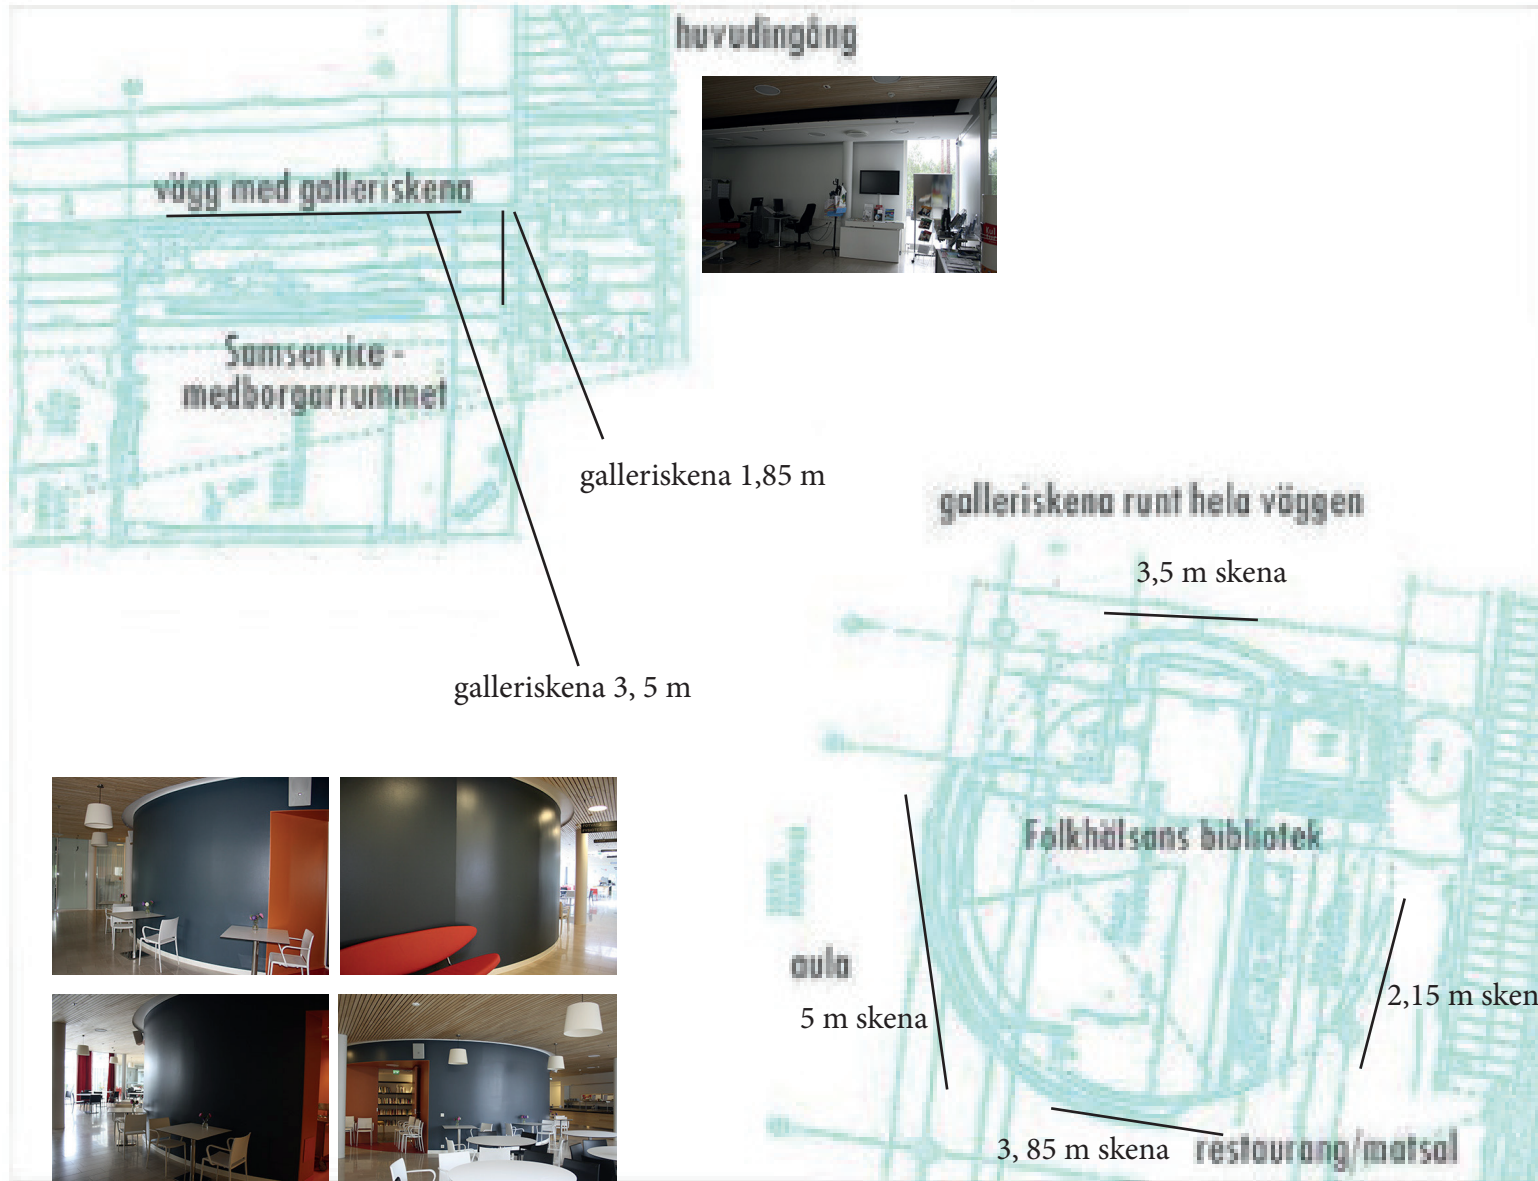 huvudingång
vägg med galleriskena
Samservice -
medborgarrummet
galleriskena 1,85 m
galleriskena 3, 5 m
galleriskena runt hela väggen
3,5 m skena
Folkhälsans bibliotek
aula
5 m skena
2,15 m sken
3, 85 m skena
restaurang/matsal